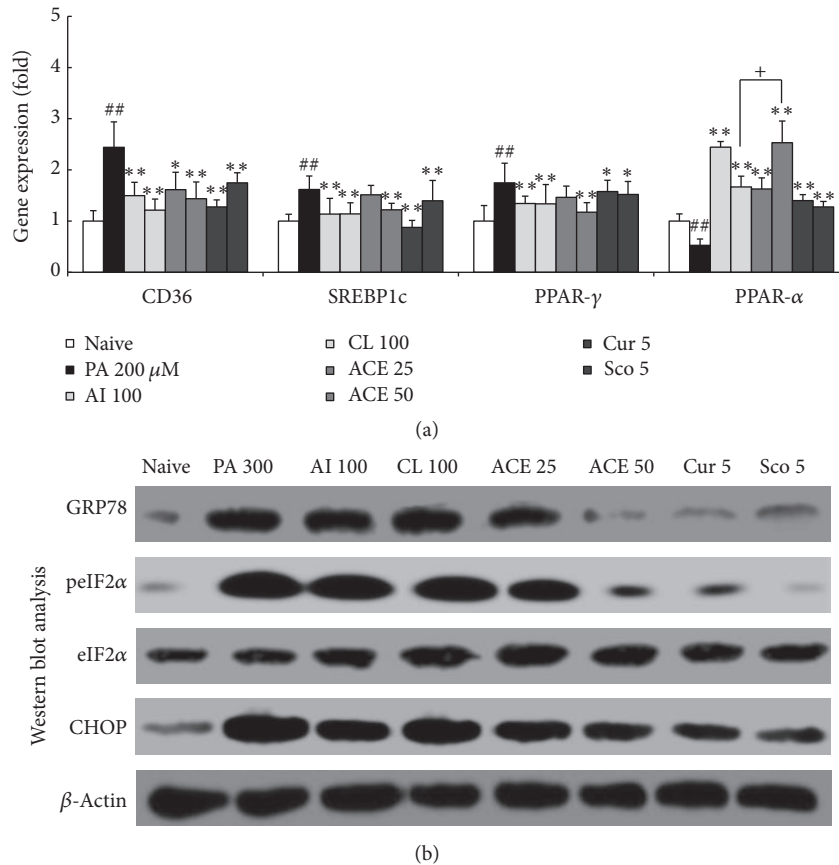 5
4
3
2
1
0
Gene expression (fold)
## ** ** * ** ** **
## ** ** ** ** **
## ** ** ** * *
## ** ** ** ** ** **
+
CD36 SREBP1c PPAR-γ PPAR-α
Naive CL 100 Cur 5
PA 200 μM ACE 25 Sco 5
AI 100 ACE 50
(a)
Naive PA 300 AI 100 CL 100 ACE 25 ACE 50 Cur 5 Sco 5
Western blot analysis
GRP78
peIF2α
eIF2α
CHOP
β-Actin
(b)